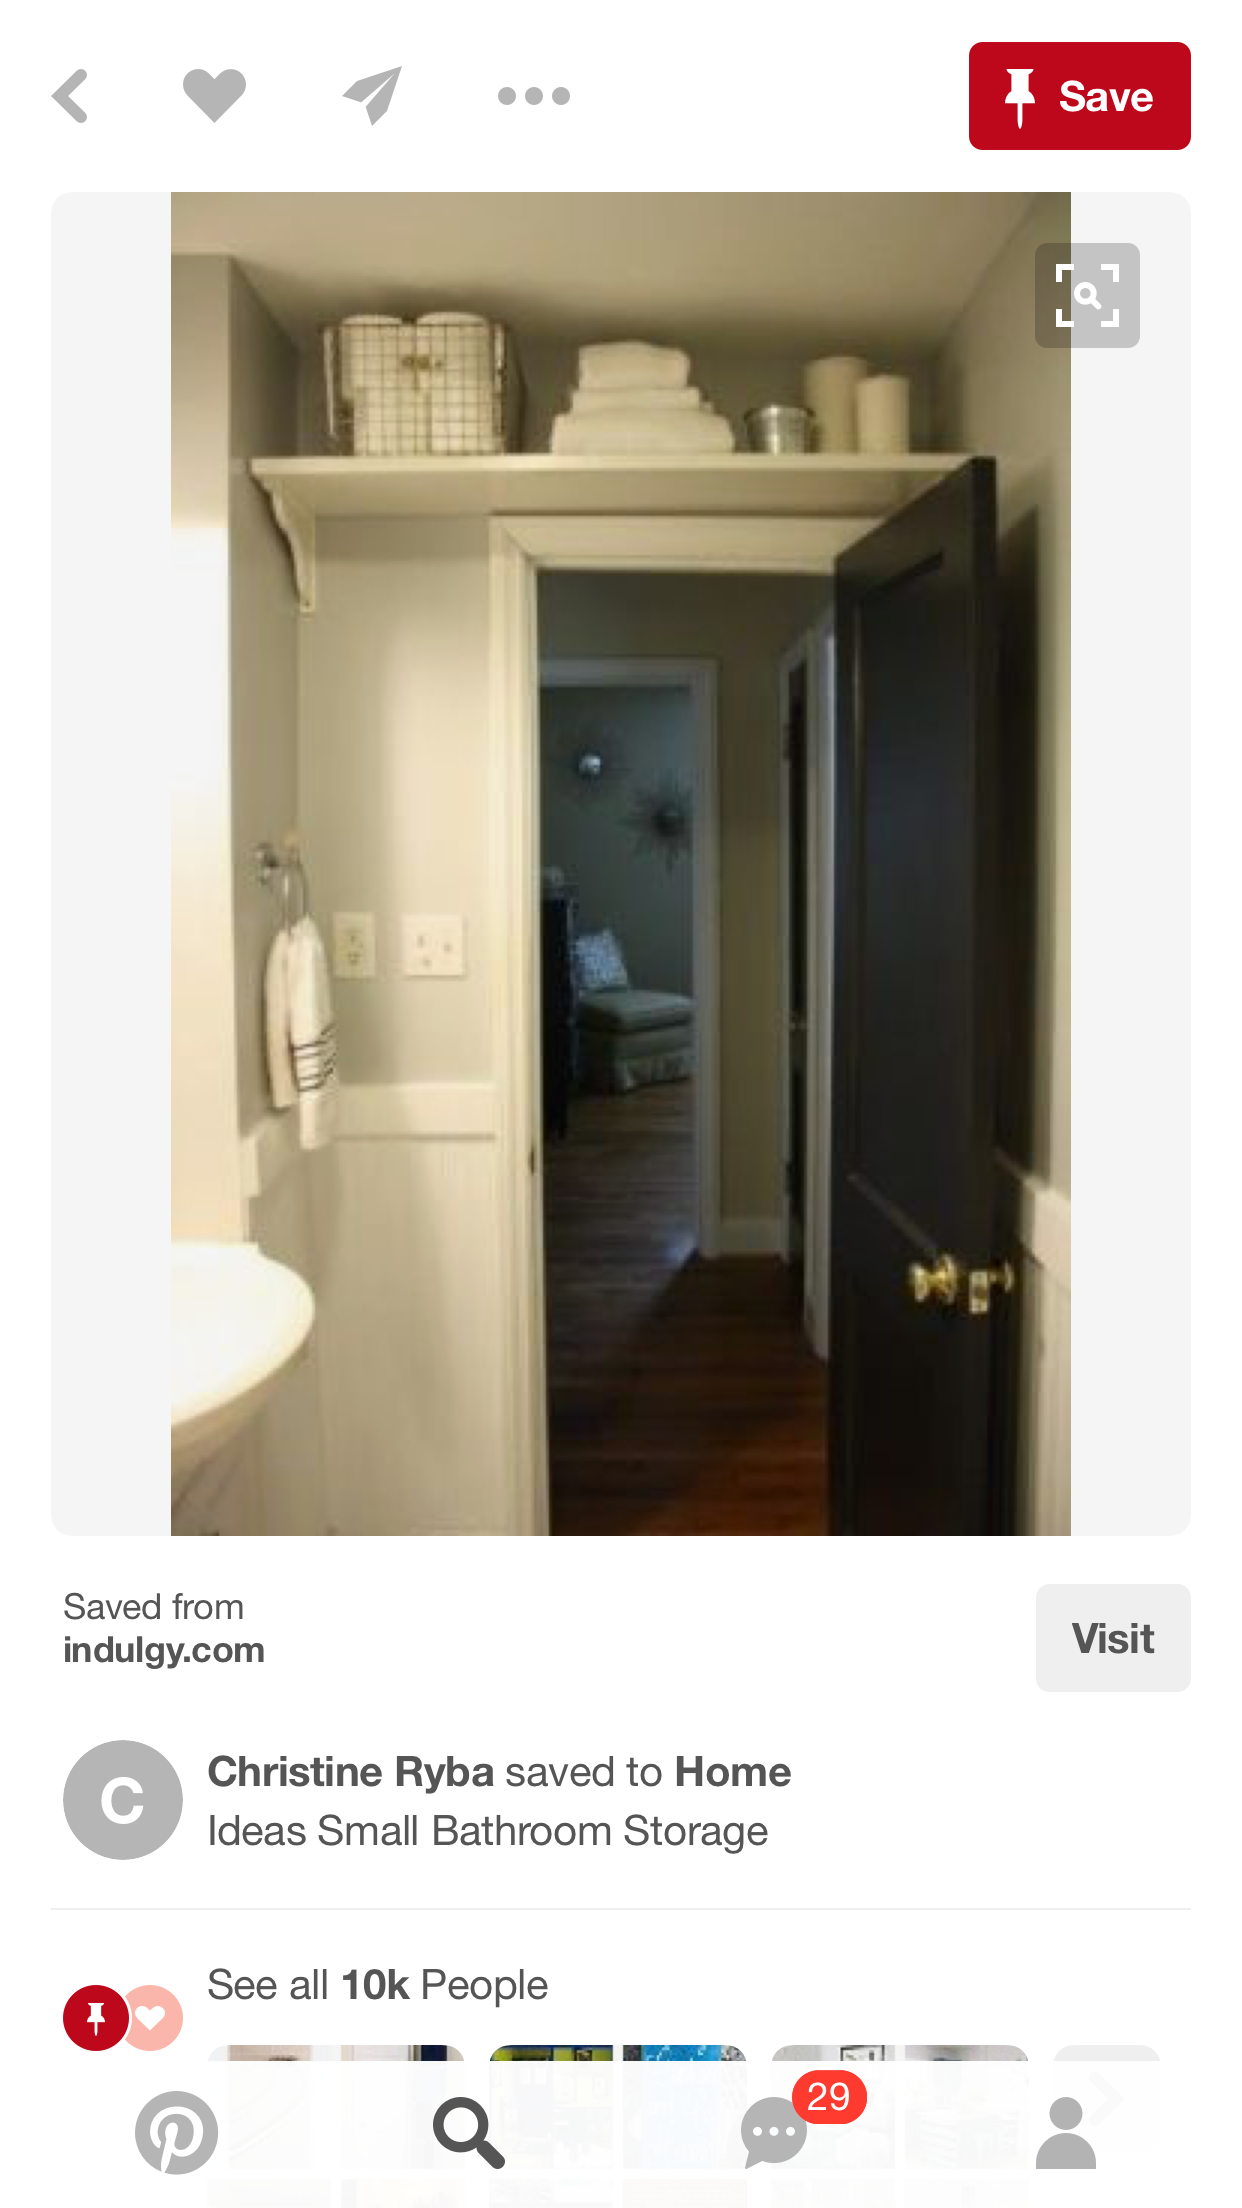 Save
Saved from
indulgy.com
Visit
C
Christine Ryba saved to Home
Ideas Small Bathroom Storage
See all 10k People
29